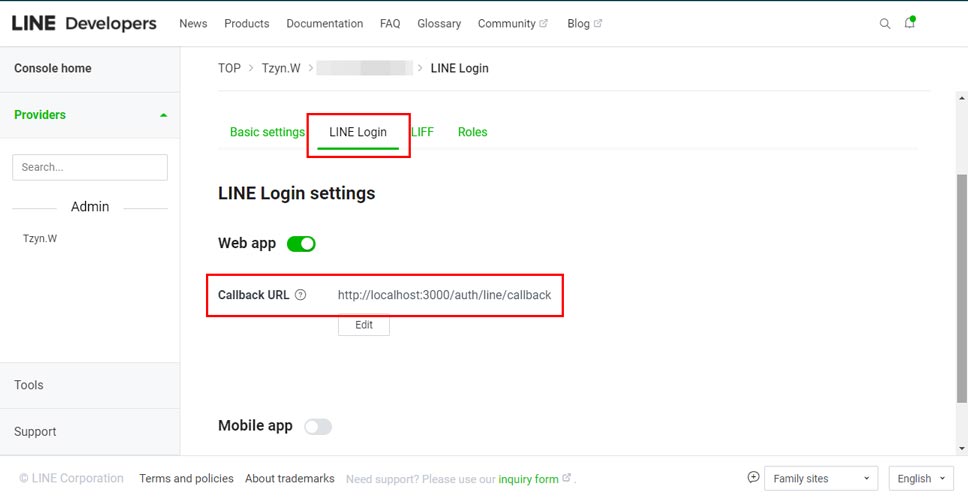 LINE Developers News Products Documentation FAQ Glossary Community Blog
Console home
TOP > Tzyn.W > > LINE Login
Providers
Basic settings LINE Login LIFF Roles
Search...
Admin
Tzyn.W
LINE Login settings
Web app
Callback URL ? http://localhost:3000/auth/line/callback
Edit
Tools
Support
Mobile app
© LINE Corporation Terms and policies About trademarks Need support? Please use our inquiry form . Family sites English